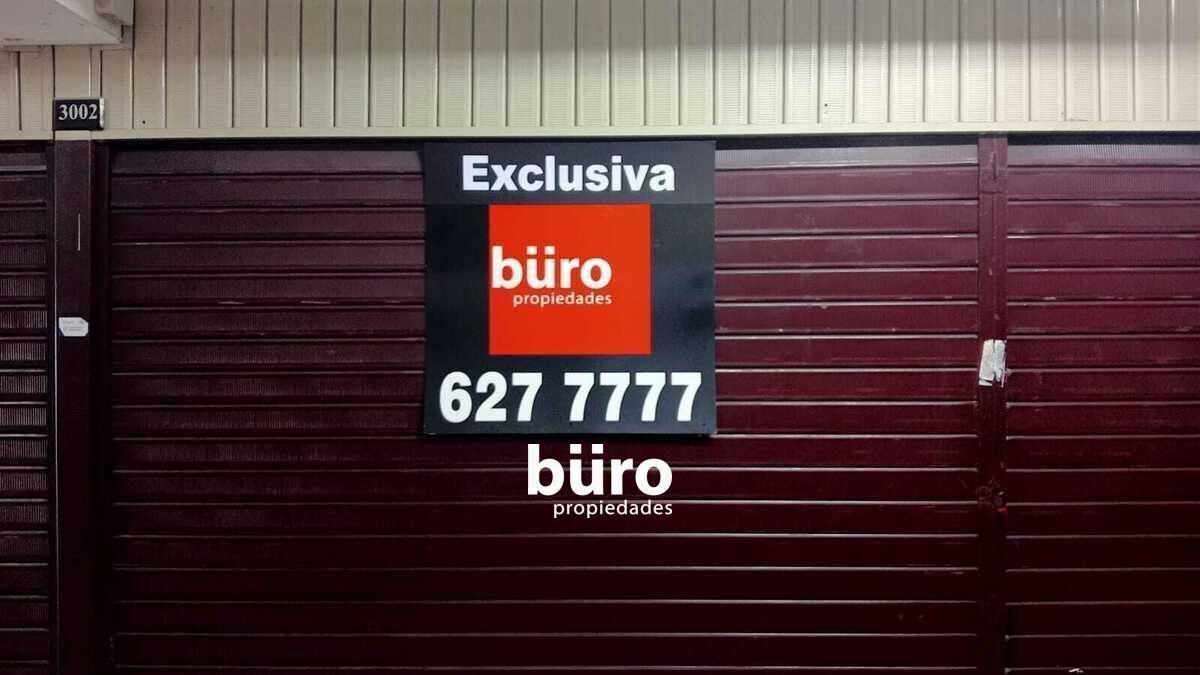 3002
Exclusiva
büro
propiedades
627 7777
büro
propiedades